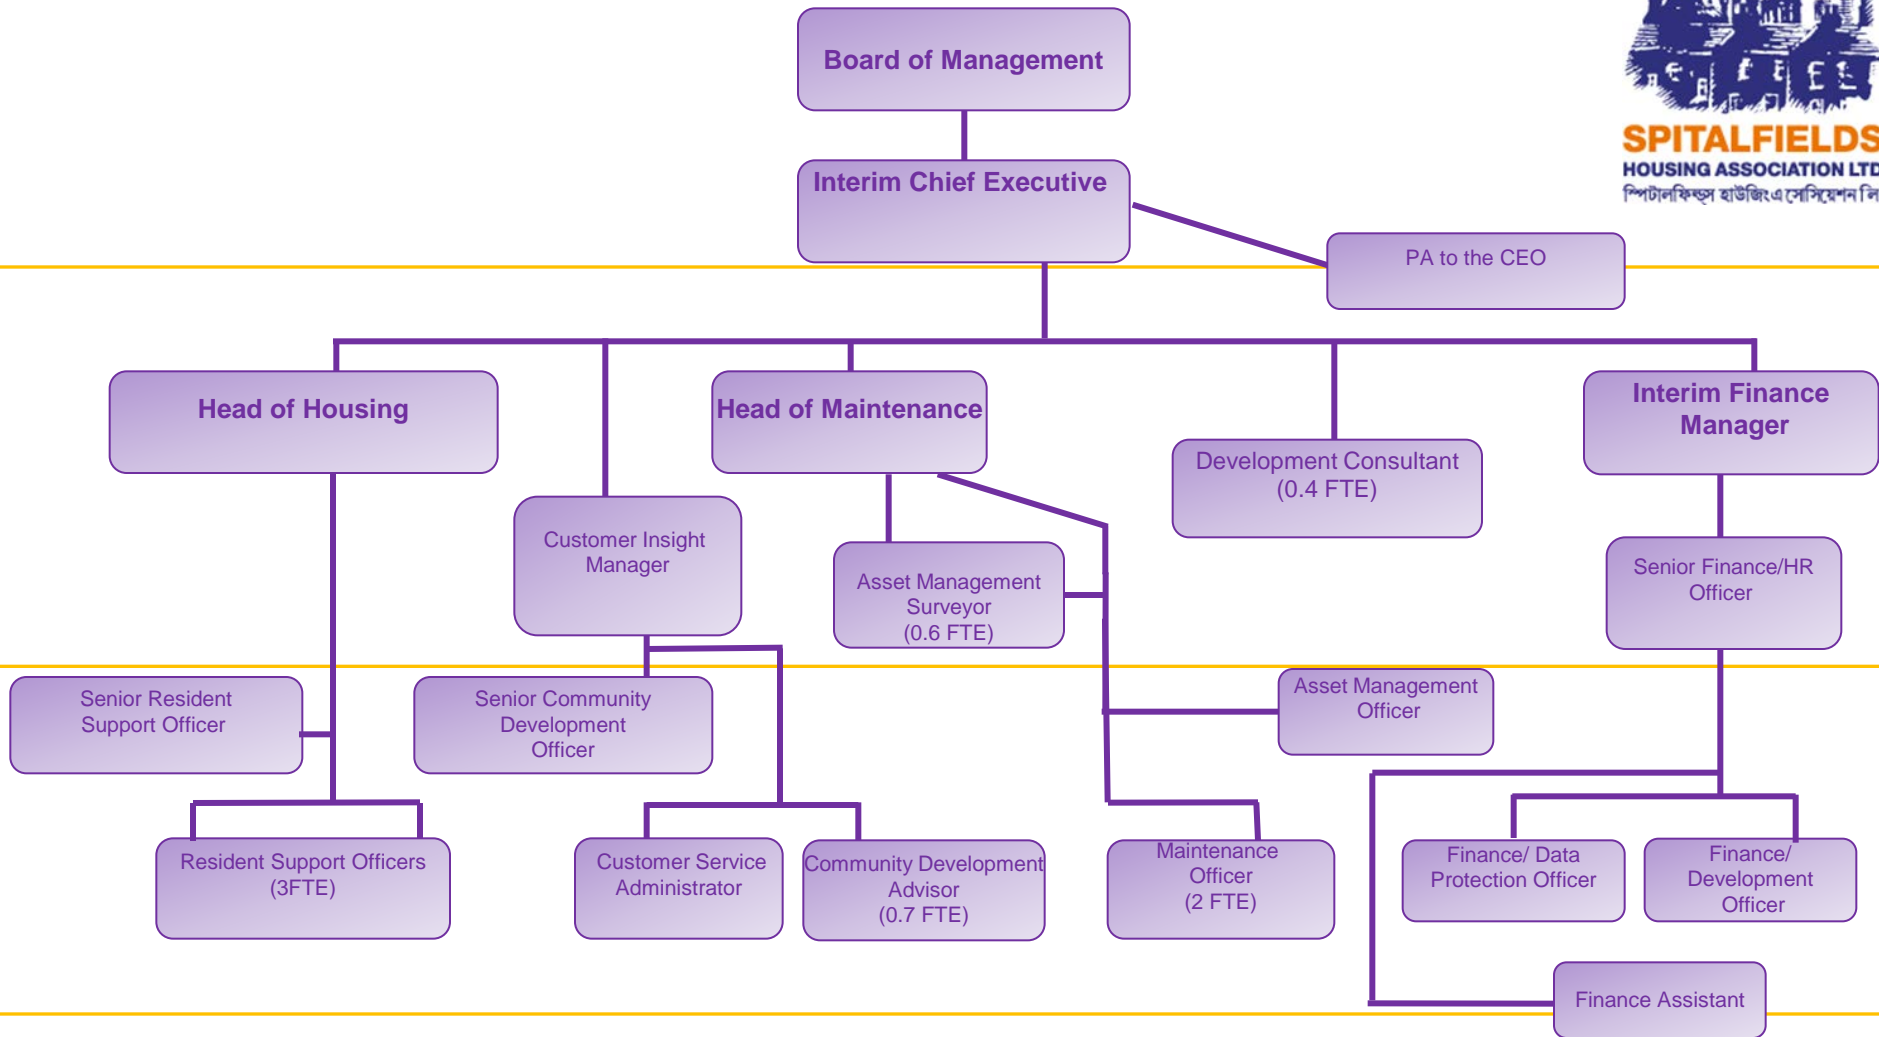 Board of Management
SPITALFIELDS
HOUSING ASSOCIATION LTD
স্পিটালফিল্ড্স হাউজিং এসোসিয়েশন লি
Interim Chief Executive
PA to the CEO
Head of Housing
Head of Maintenance
Interim Finance
Manager
Development Consultant
(0.4 FTE)
Customer Insight
Manager
Asset Management
Surveyor
(0.6 FTE)
Senior Finance/HR
Officer
Senior Resident
Support Officer
Senior Community
Development
Officer
Asset Management
Officer
Resident Support Officers
(3FTE)
Customer Service
Administrator
Community Development
Advisor
(0.7 FTE)
Maintenance
Officer
(2 FTE)
Finance/ Data
Protection Officer
Finance/
Development
Officer
Finance Assistant